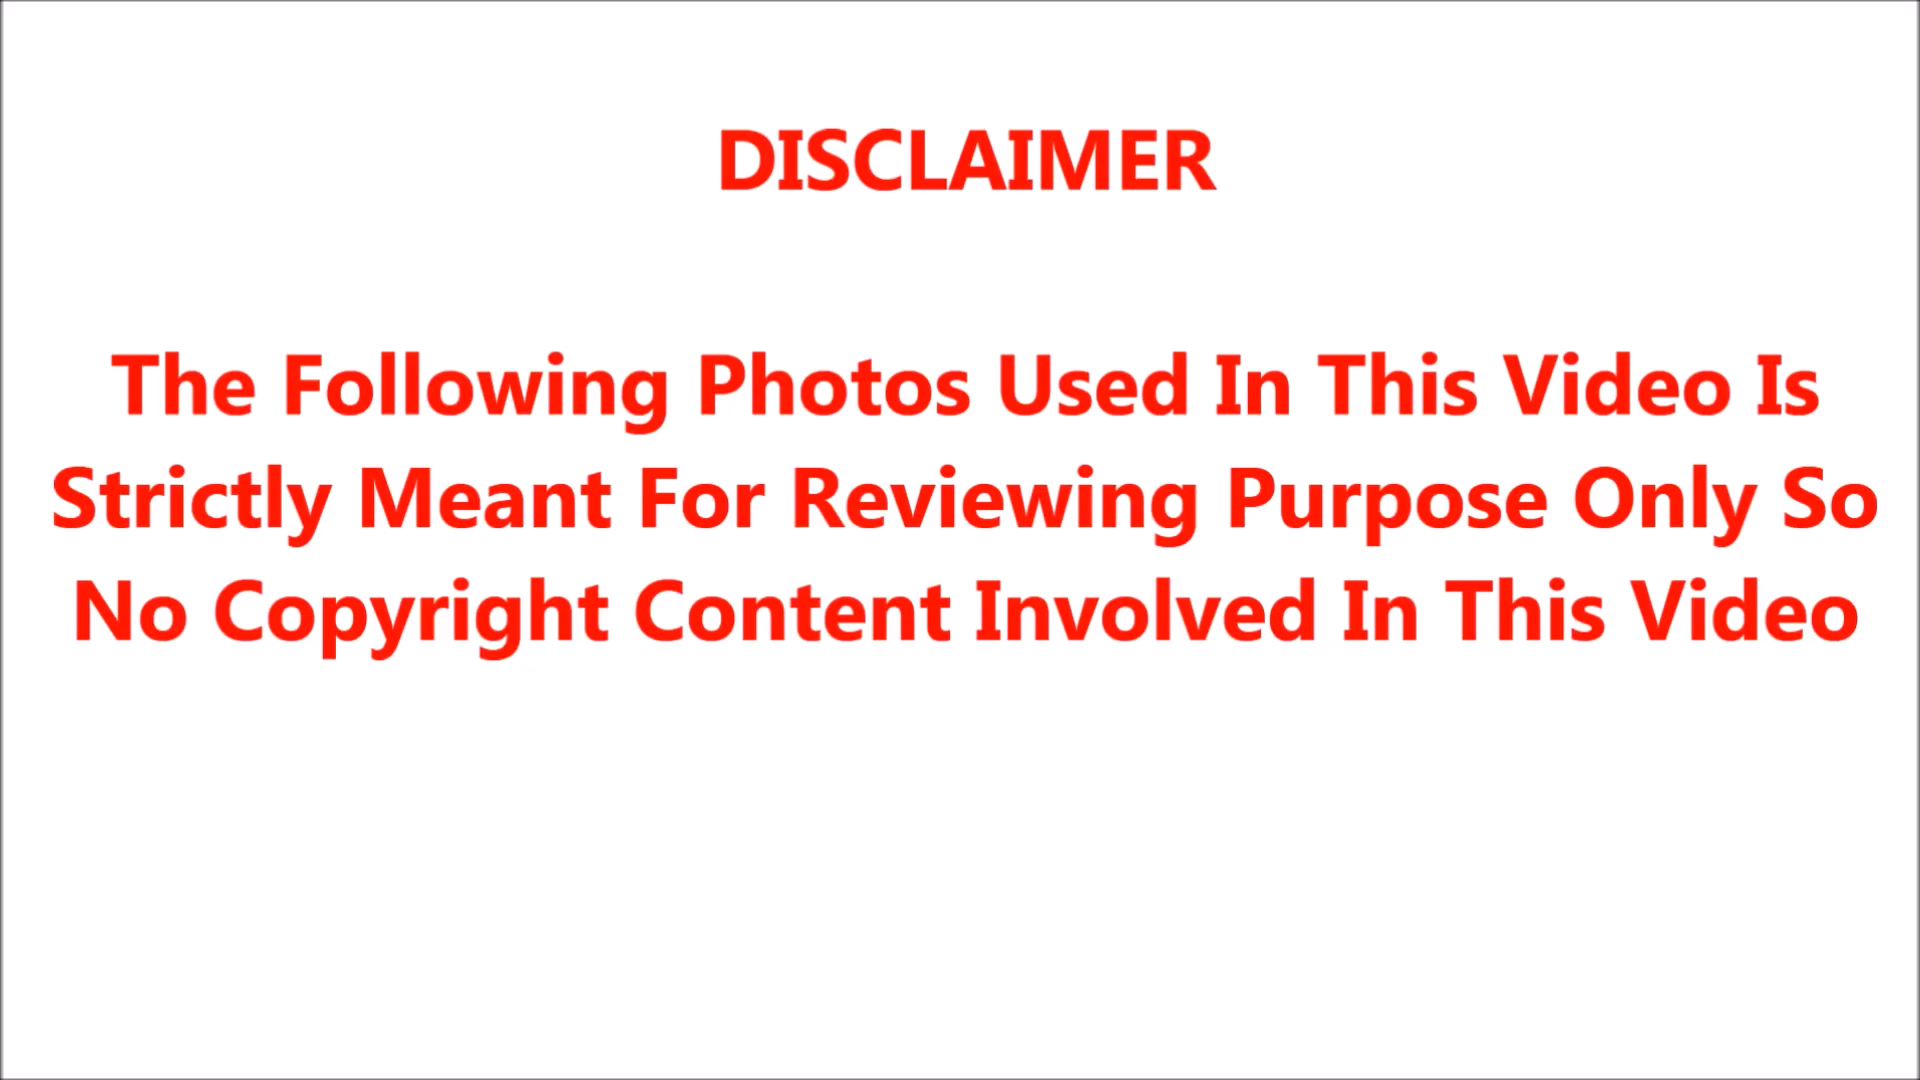 DISCLAIMER
The Following Photos Used In This Video Is
Strictly Meant For Reviewing Purpose Only So
No Copyright Content Involved In This Video